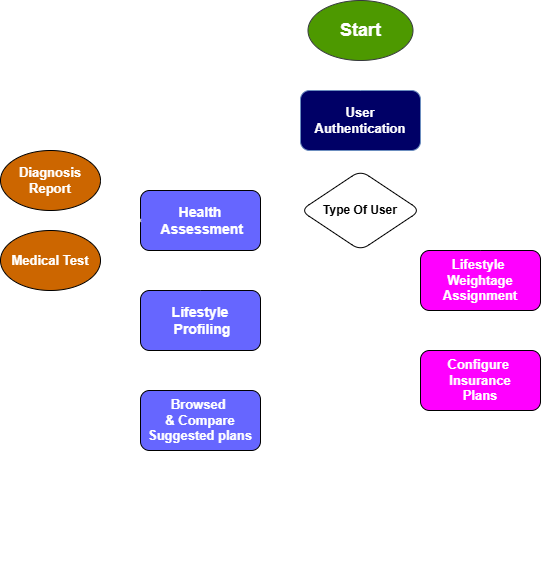 Start
User
Authentication
Diagnosis
Report
Type Of User
Health
Assessment
Medical Test
Lifestyle
Weightage
Assignment
Lifestyle
Profiling
Configure
Insurance
Plans
Browsed
& Compare
Suggested plans